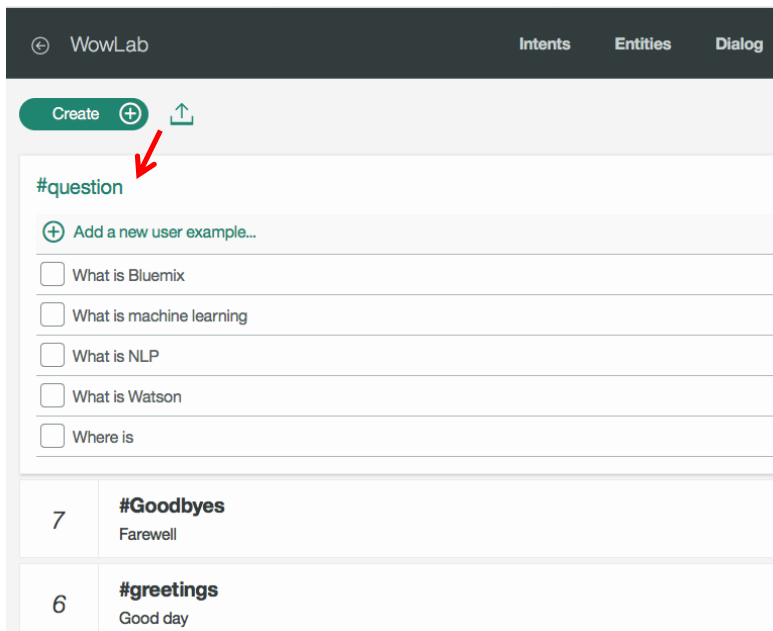 WowLab Intents Entities Dialog
Create
#question
Add a new user example...
What is Bluemix
What is machine learning
What is NLP
What is Watson
Where is
7 #Goodbyes
Farewell
6 #greetings
Good day